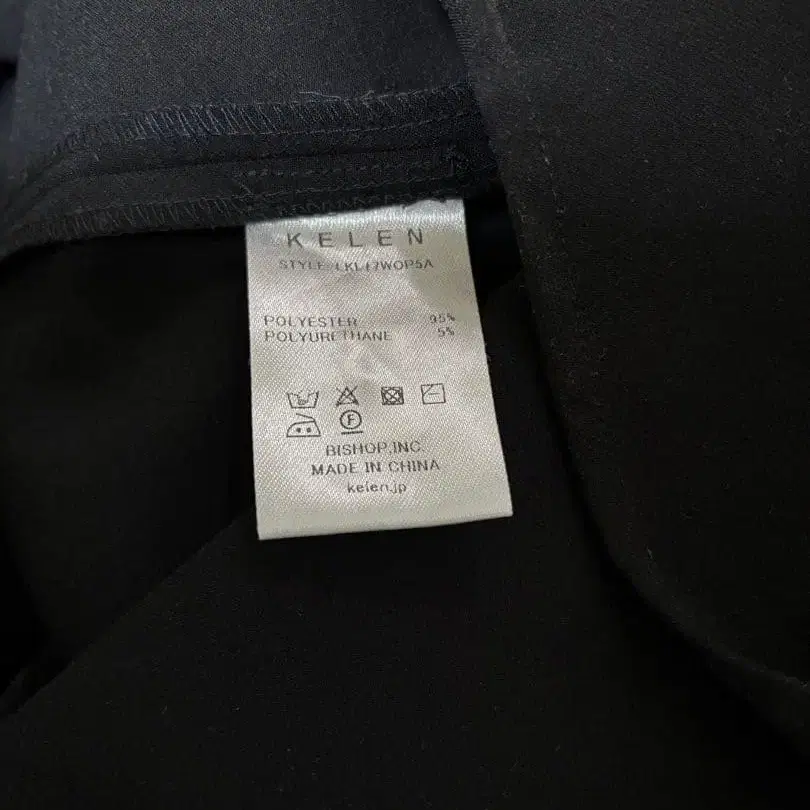 KELEN
STYLE:LKL17WOP5A
POLYESTER 95%
POLYURETHANE 5%
F
BISHOP.INC.
MADE IN CHINA
kelen.jp